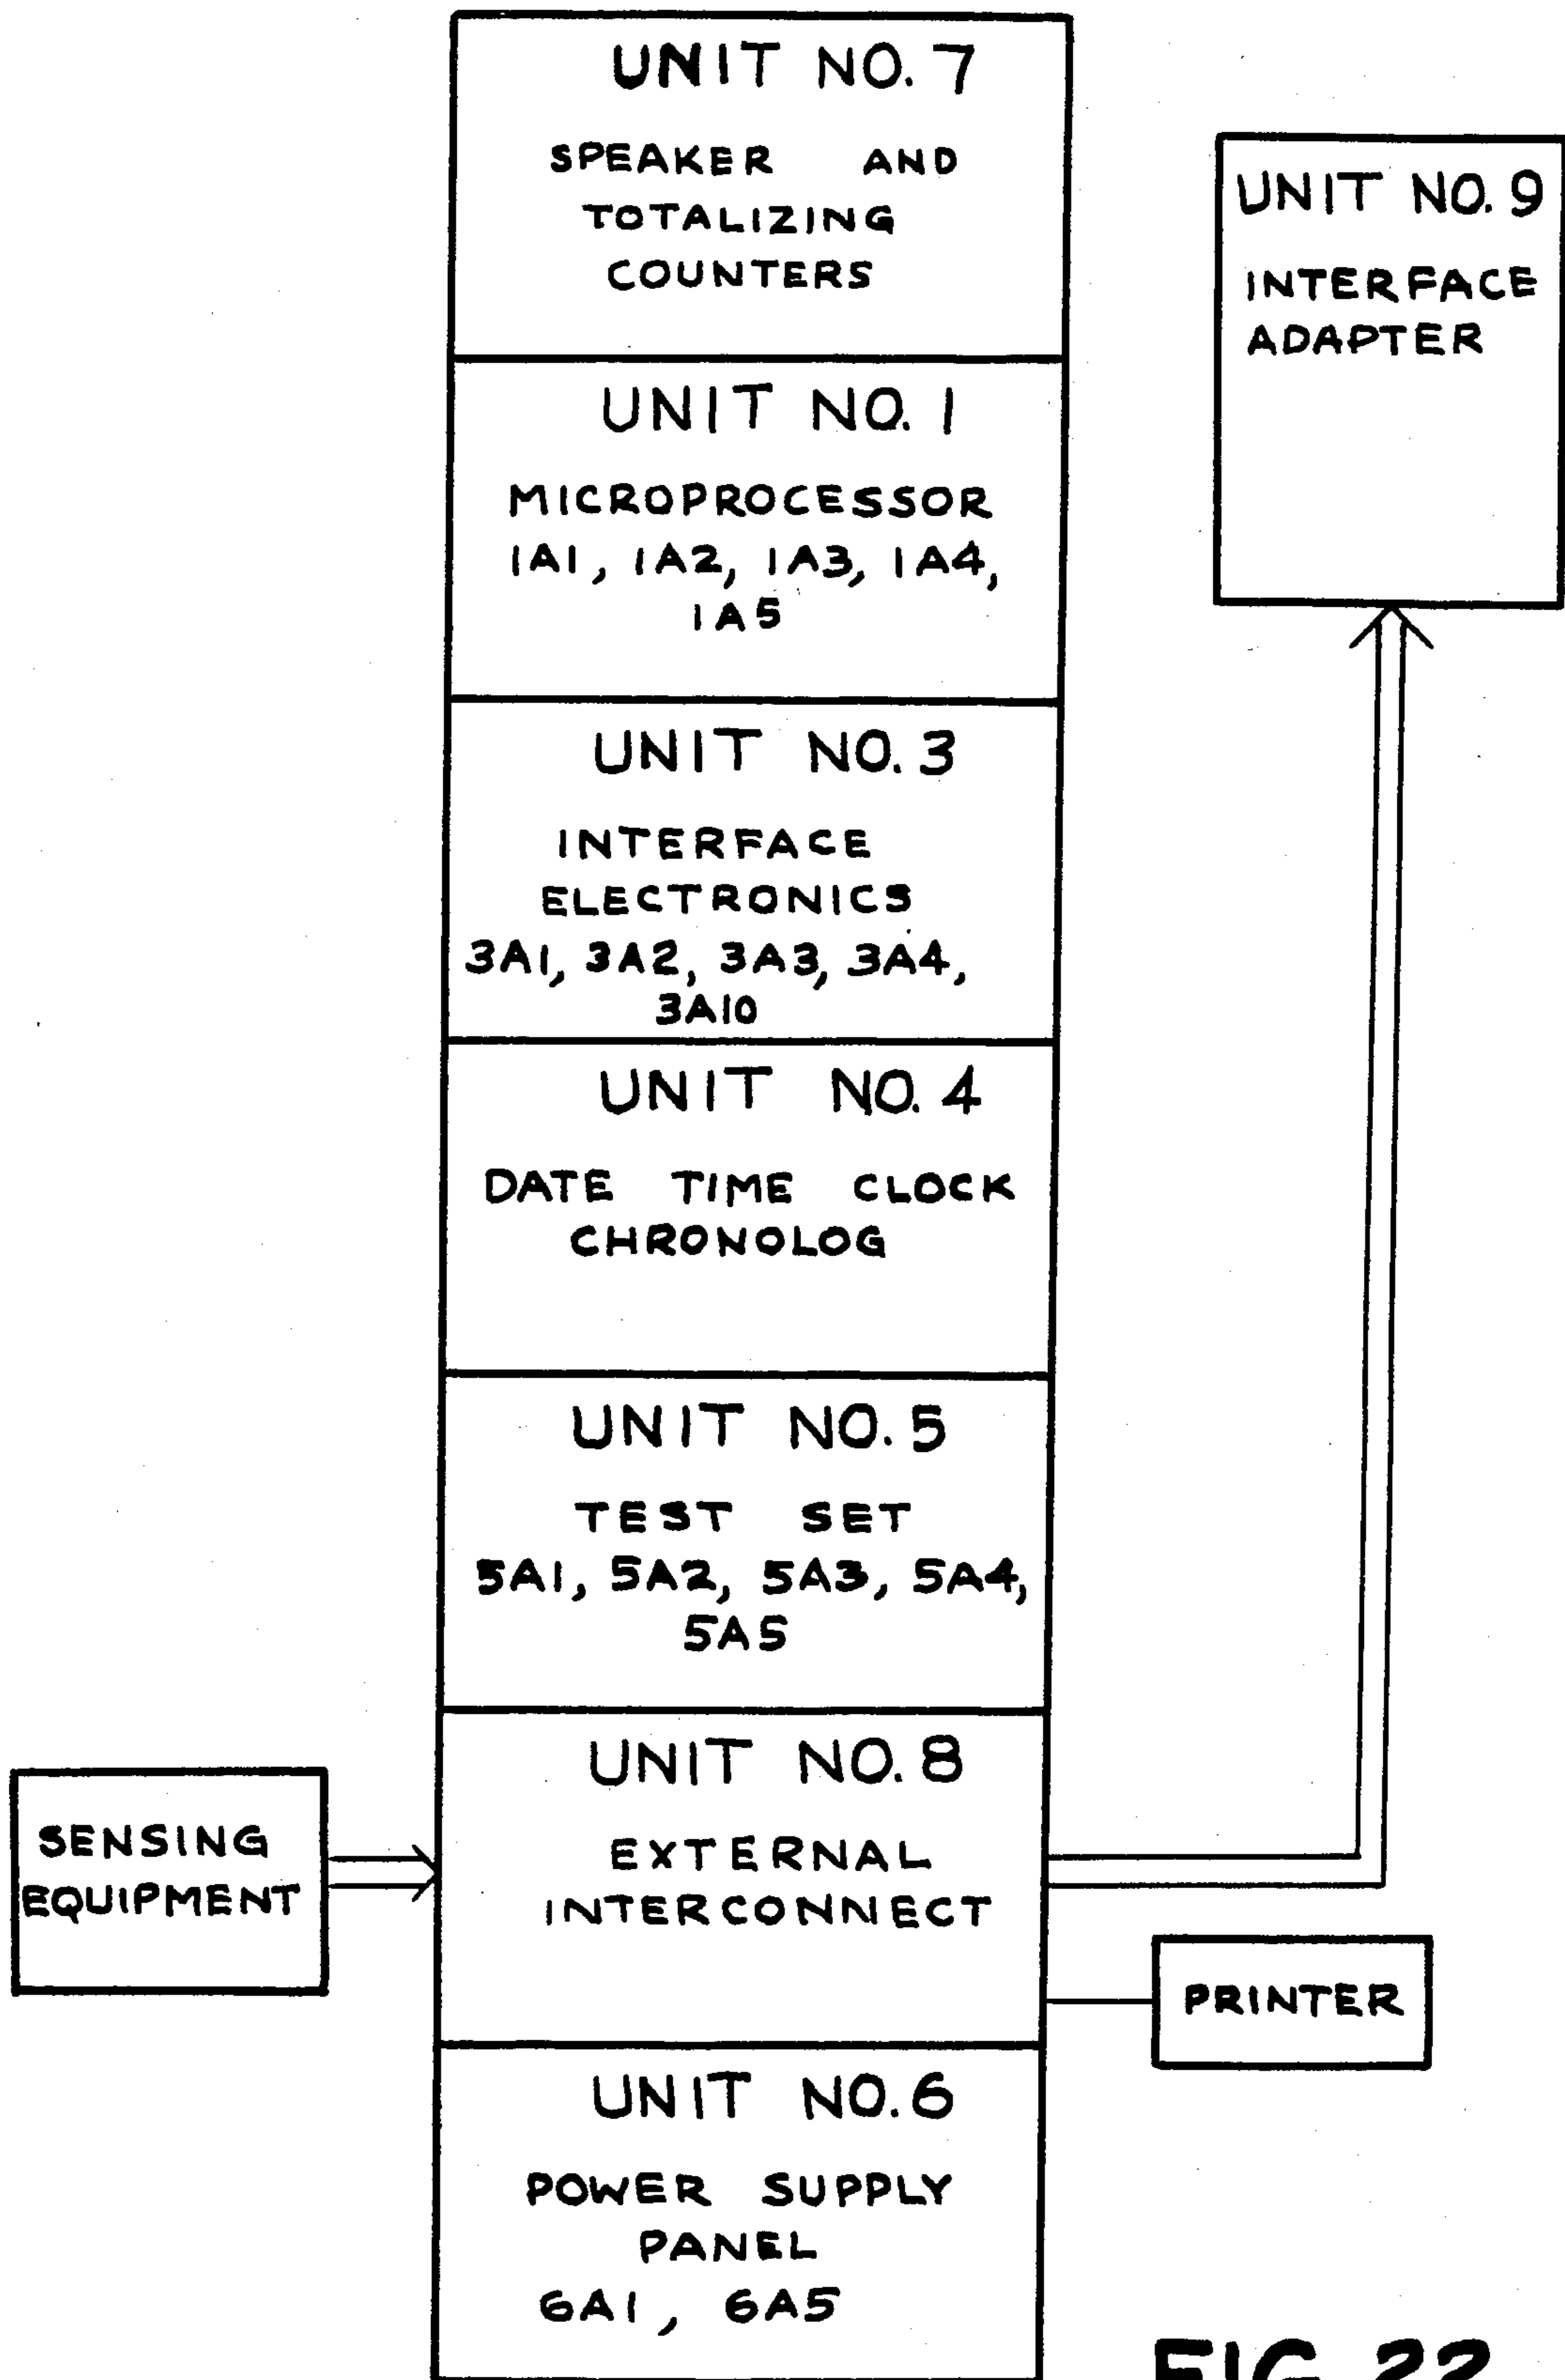 UNIT NO. 7
SPEAKER AND
TOTALIZING
COUNTERS
UNIT NO. 9
INTERFACE
ADAPTER
UNIT NO. 1
MICROPROCESSOR
1A1, 1A2, 1A3, 1A4,
1A5
UNIT NO. 3
INTERFACE
ELECTRONICS
3A1, 3A2, 3A3, 3A4,
3A10
UNIT NO. 4
DATE TIME CLOCK
CHRONOLOG
UNIT NO. 5
TEST SET
5A1, 5A2, 5A3, 5A4,
5A5
SENSING
EQUIPMENT
UNIT NO. 8
EXTERNAL
INTERCONNECT
PRINTER
UNIT NO. 6
POWER SUPPLY
PANEL
6A1, 6A5
FIG. 22